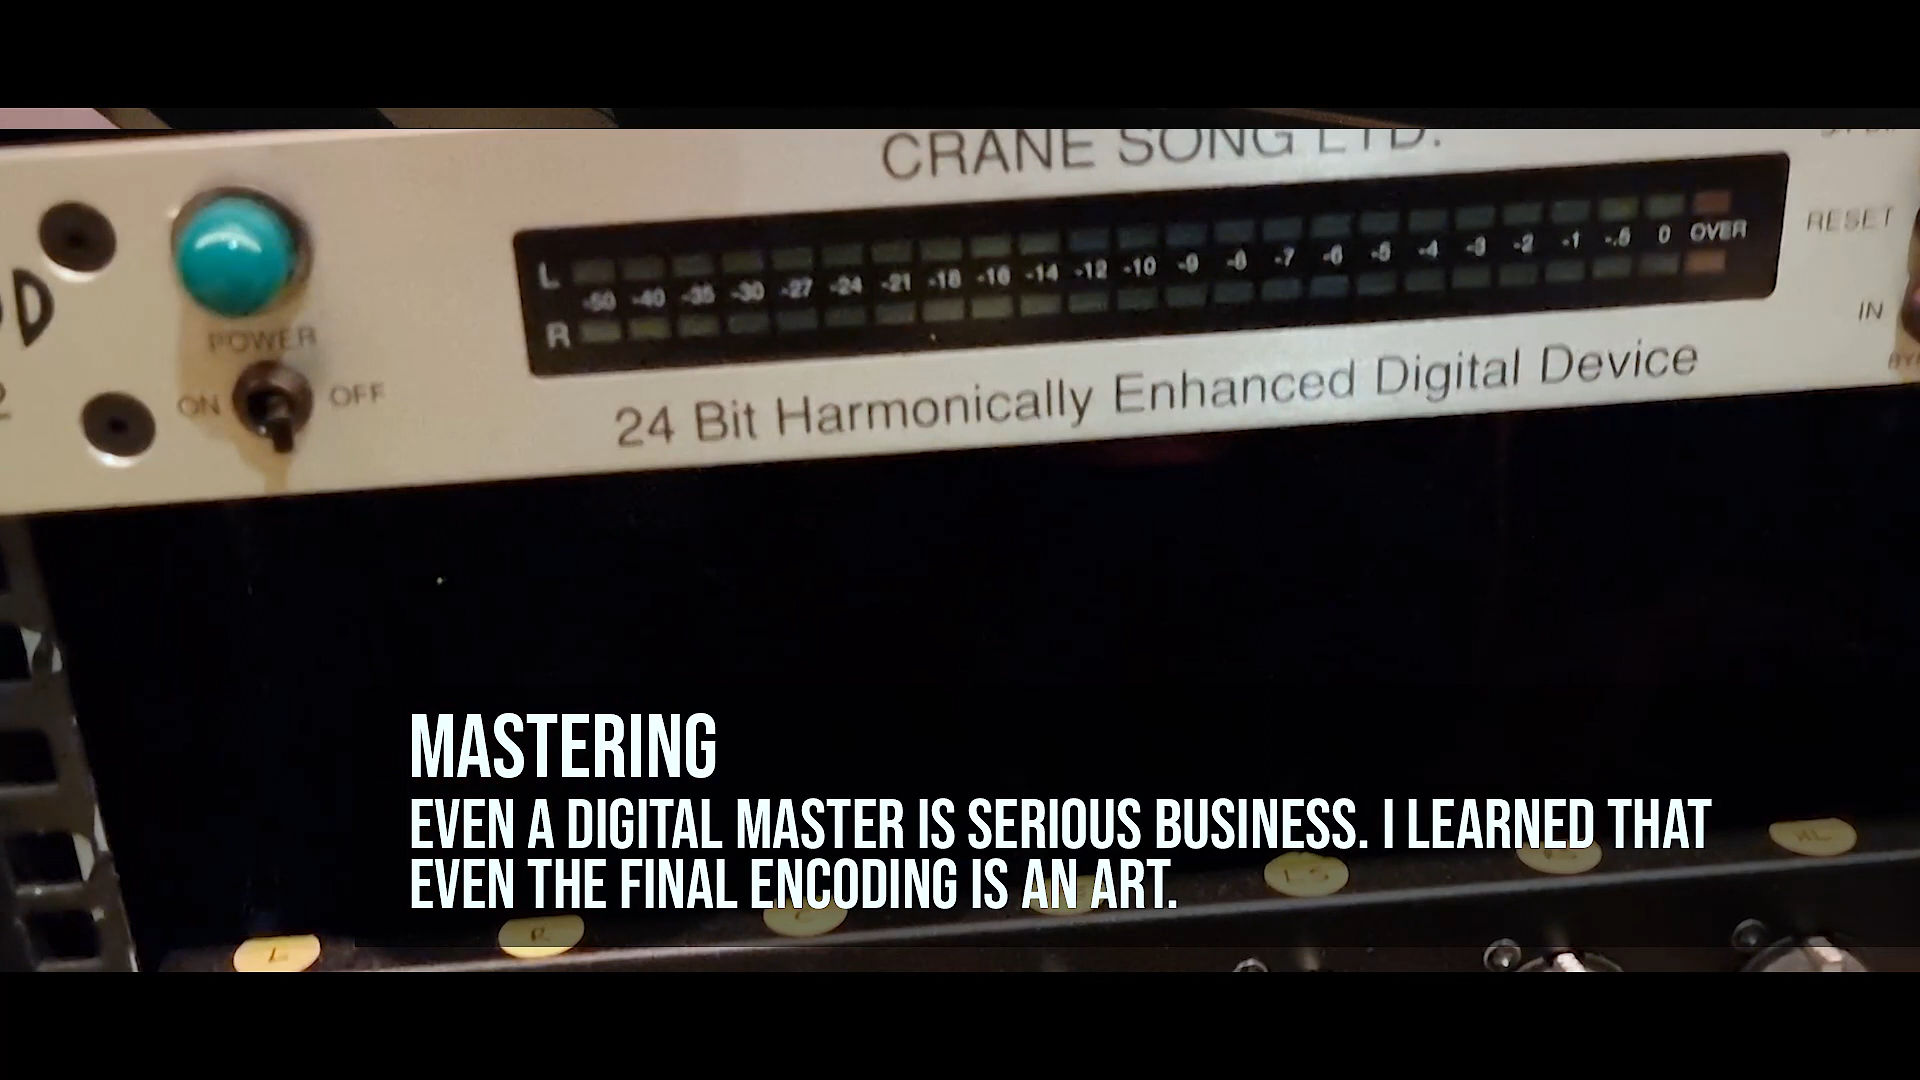 CRANE SONG LTD.
RESET
L -50 -40 -35 -30 -27 -24 -21 -18 -16 -14 -12 -10 -9 -8 -7 -6 -5 -4 -3 -2 -1 -.5 0 OVER
R
IN
POWER
ON OFF
24 Bit Harmonically Enhanced Digital Device
MASTERING
EVEN A DIGITAL MASTER IS SERIOUS BUSINESS. I LEARNED THAT
EVEN THE FINAL ENCODING IS AN ART.
L R C LS